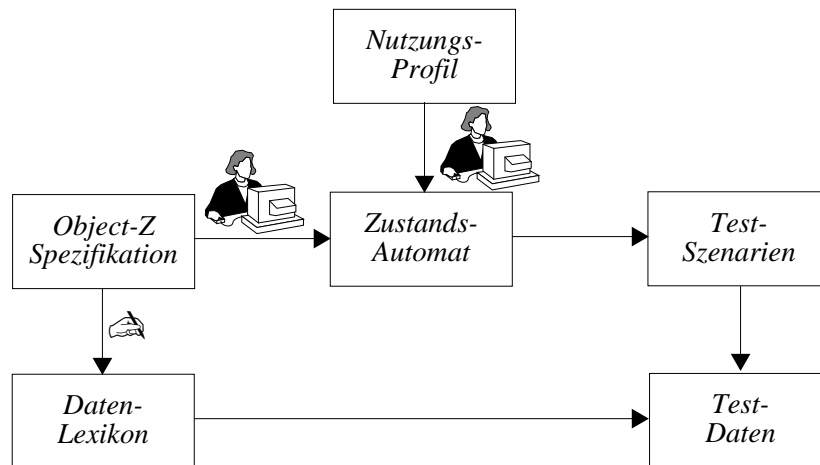 Nutzungs-
Profil
Object-Z
Spezifikation
Zustands-
Automat
Test-
Szenarien
Daten-
Lexikon
Test-
Daten